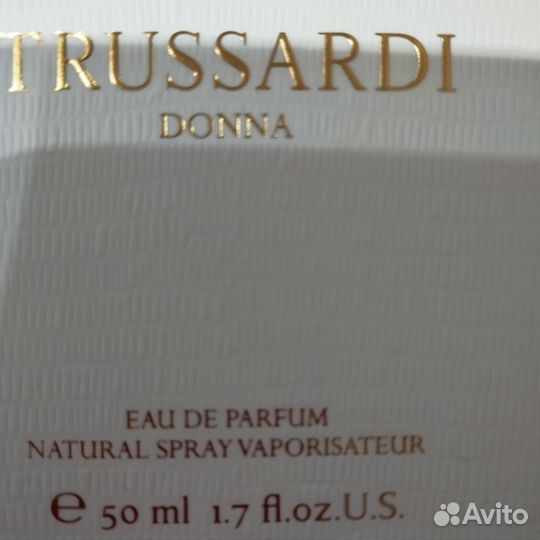 TRUSSARDI
DONNA
EAU DE PARFUM
NATURAL SPRAY VAPORISATEUR
e 50 ml 1.7 fl.oz.U.S.
Avito